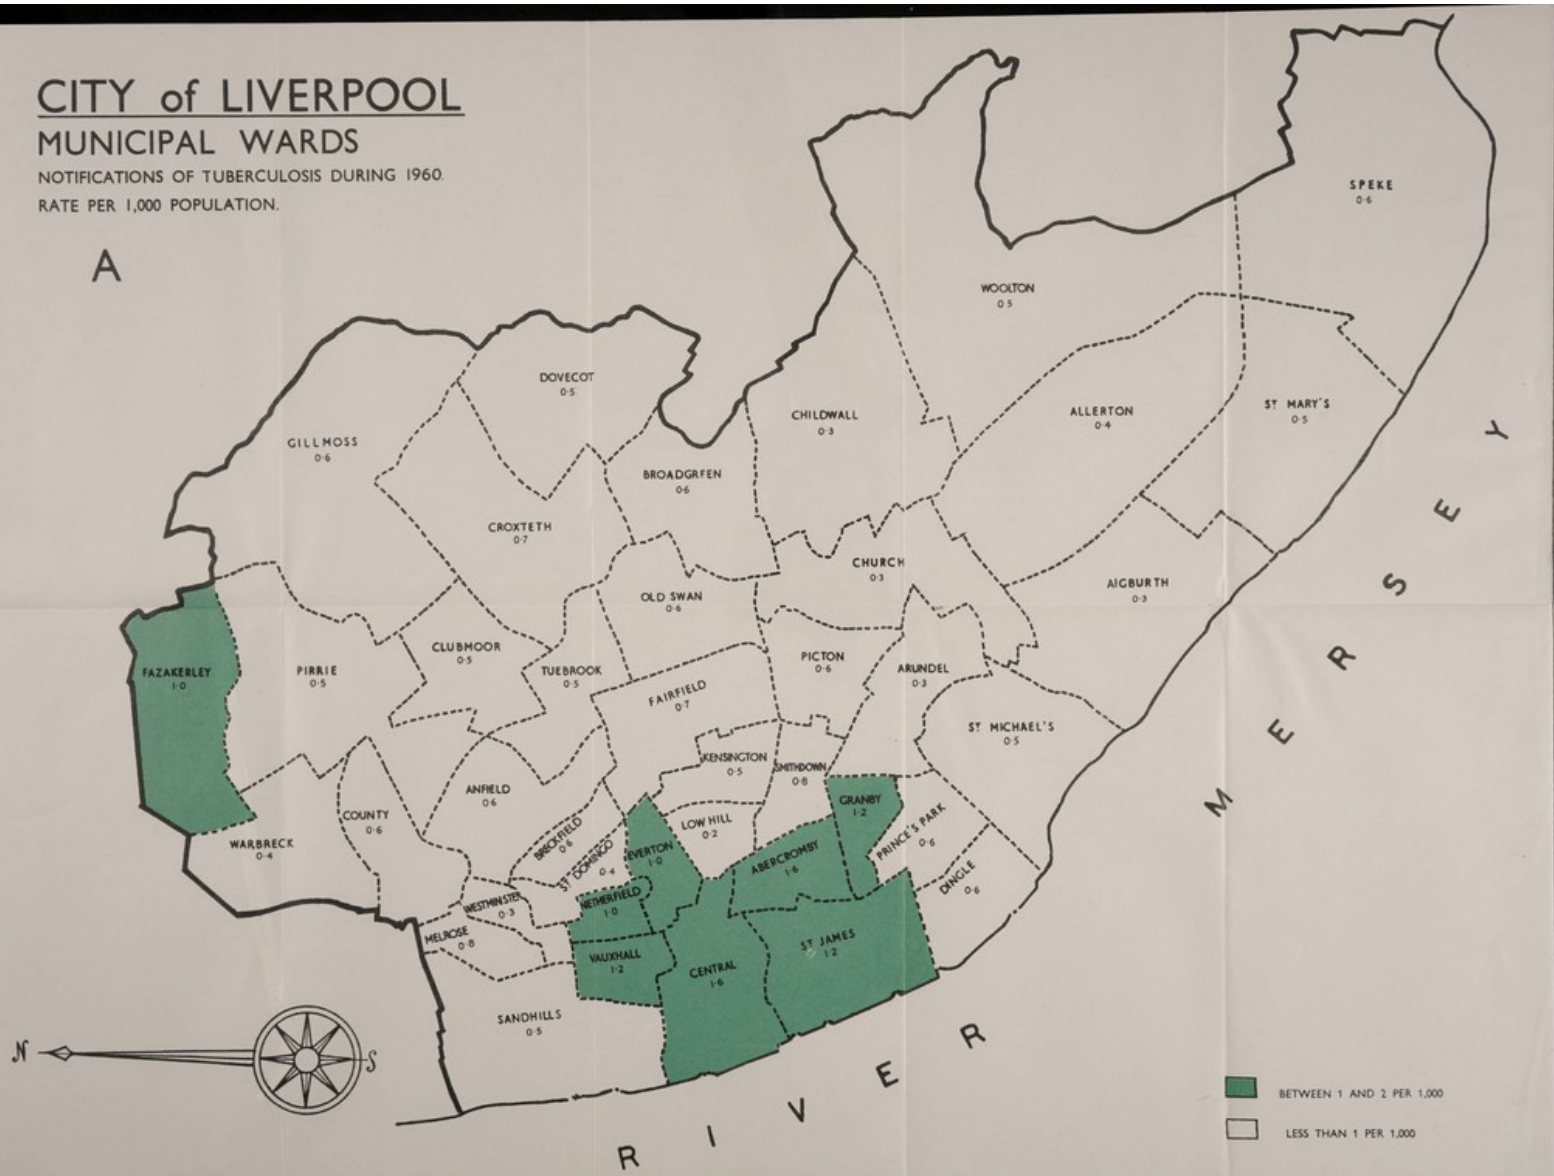 CITY of LIVERPOOL
MUNICIPAL WARDS
NOTIFICATIONS OF TUBERCULOSIS DURING 1960.
RATE PER 1,000 POPULATION.
A
SPEKE
0·6
WOOLTON
0·5
DOVECOT
0·5
GILLMOSS
0·6
CHILDWALL
0·3
ALLERTON
0·4
ST MARY'S
0·5
BROADGREEN
0·6
CROXTETH
0·7
CHURCH
0·3
AIGBURTH
0·3
OLD SWAN
0·6
CLUBMOOR
0·5
TUEBROOK
0·5
PICTON
0·6
ARUNDEL
0·3
FAZAKERLEY
1·0
PIRRIE
0·5
FAIRFIELD
0·7
ST MICHAEL'S
0·5
KENSINGTON
0·5
SMITHDOWN
0·8
ANFIELD
0·6
GRANBY
1·2
COUNTY
0·6
LOW HILL
0·2
PRINCE'S PARK
0·6
WARBRECK
0·4
BRECKFIELD
0·6
ST DOMINGO
0·4
EVERTON
1·0
ABERCROMBY
1·6
DINGLE
0·6
WESTMINSTER
0·3
NETHERFIELD
1·0
MELROSE
0·8
VAUXHALL
1·2
CENTRAL
1·6
ST JAMES
1·2
SANDHILLS
0·5
N
S
RIVER MERSEY
BETWEEN 1 AND 2 PER 1,000
LESS THAN 1 PER 1,000